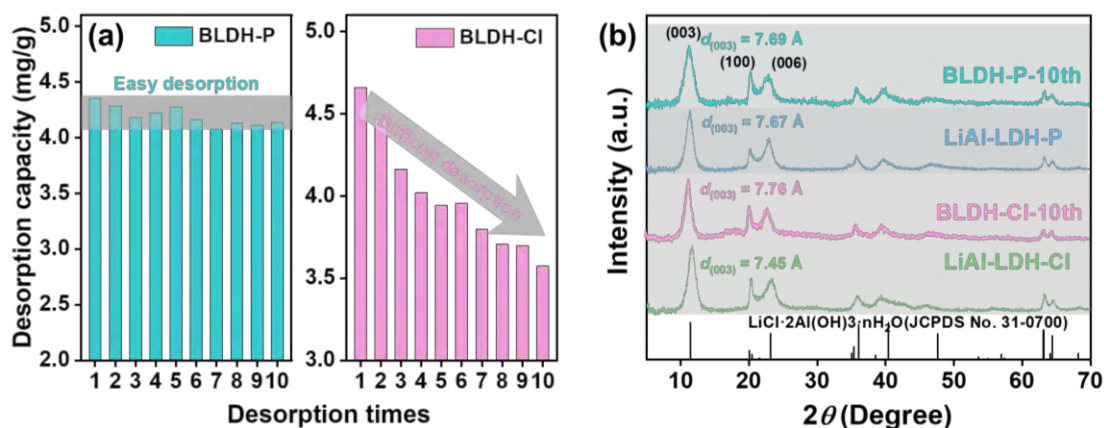 (a)
BLDH-P
Easy desorption
Desorption capacity (mg/g)
5.0
4.5
4.0
3.5
3.0
2.5
2.0
1 2 3 4 5 6 7 8 9 10
BLDH-Cl
Difficult desorption
5.0
4.5
4.0
3.5
3.0
1 2 3 4 5 6 7 8 9 10
Desorption times
(b)
(003)
d(003) = 7.69 Å
(100)
(006)
BLDH-P-10th
d(003) = 7.67 Å
LiAl-LDH-P
d(003) = 7.76 Å
BLDH-Cl-10th
d(003) = 7.45 Å
LiAl-LDH-Cl
LiCl·2Al(OH)3·nH2O(JCPDS No. 31-0700)
Intensity (a.u.)
10 20 30 40 50 60 70
2θ (Degree)